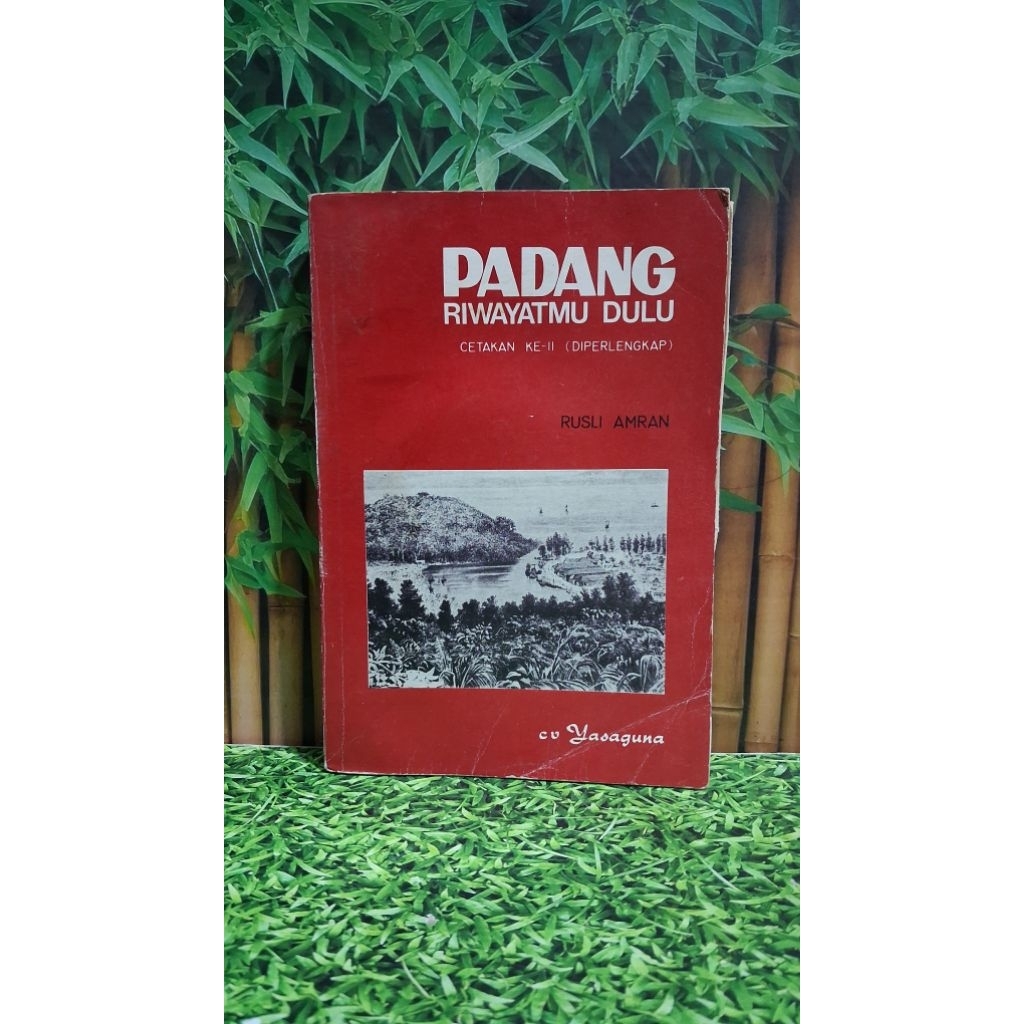 PADANG
RIWAYATMU DULU
CETAKAN KE-II (DIPERLENGKAP)
RUSLI AMRAN
cv Yasaguna